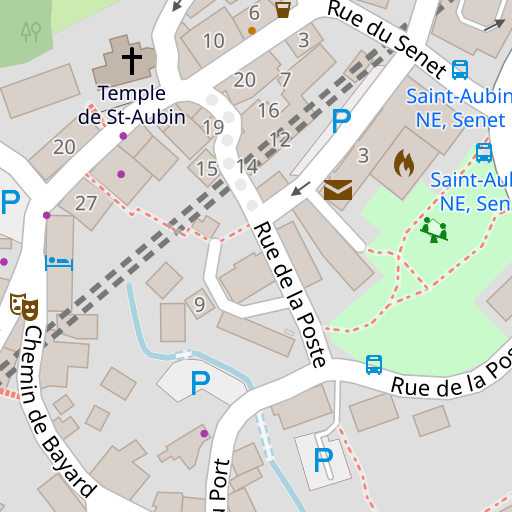 6
Rue du Senet
10
3
Temple
de St-Aubin
20
7
P
Saint-Aubin
NE, Senet
16
19
12
20
15
14
3
Saint-Au
NE, Sen
P
27
Rue de la Poste
9
Chemin de Bayard
P
Rue de la Pos
u Port
P